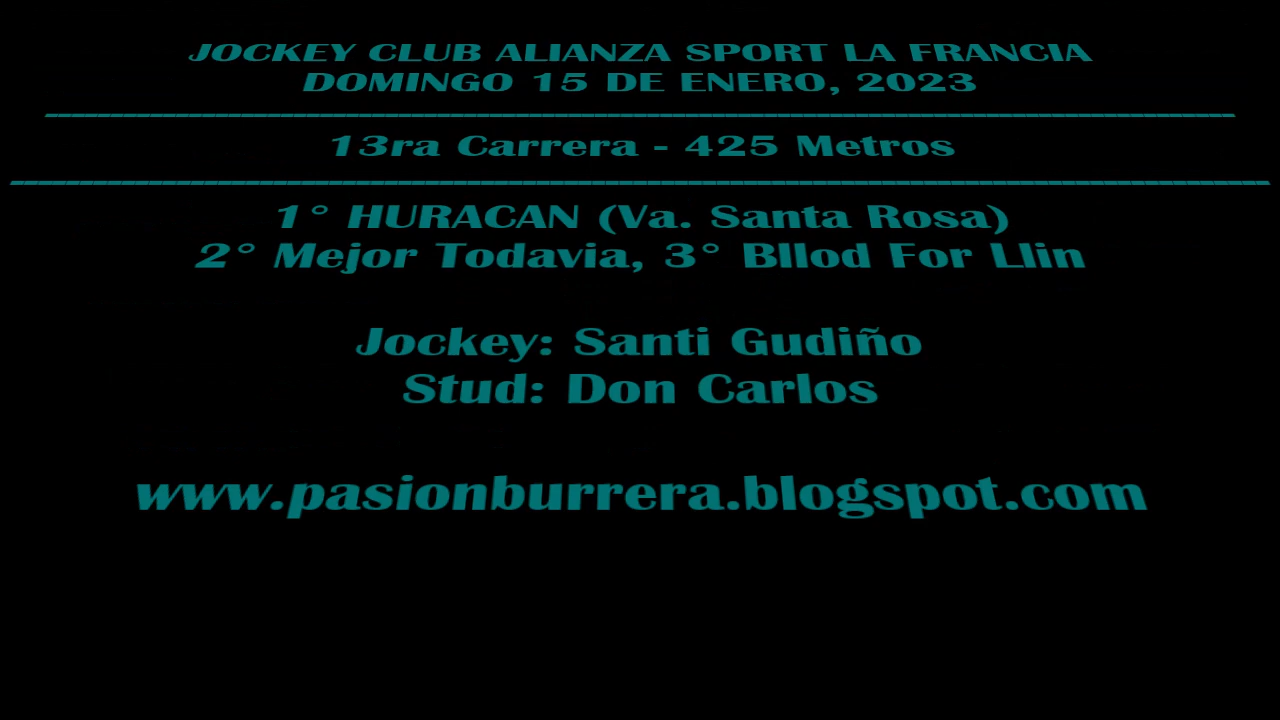 JOCKEY CLUB ALIANZA SPORT LA FRANCIA
DOMINGO 15 DE ENERO, 2023
13ra Carrera - 425 Metros
1° HURACAN (Va. Santa Rosa)
2° Mejor Todavia, 3° Bllod For Llin
Jockey: Santi Gudiño
Stud: Don Carlos
www.pasionburrera.blogspot.com